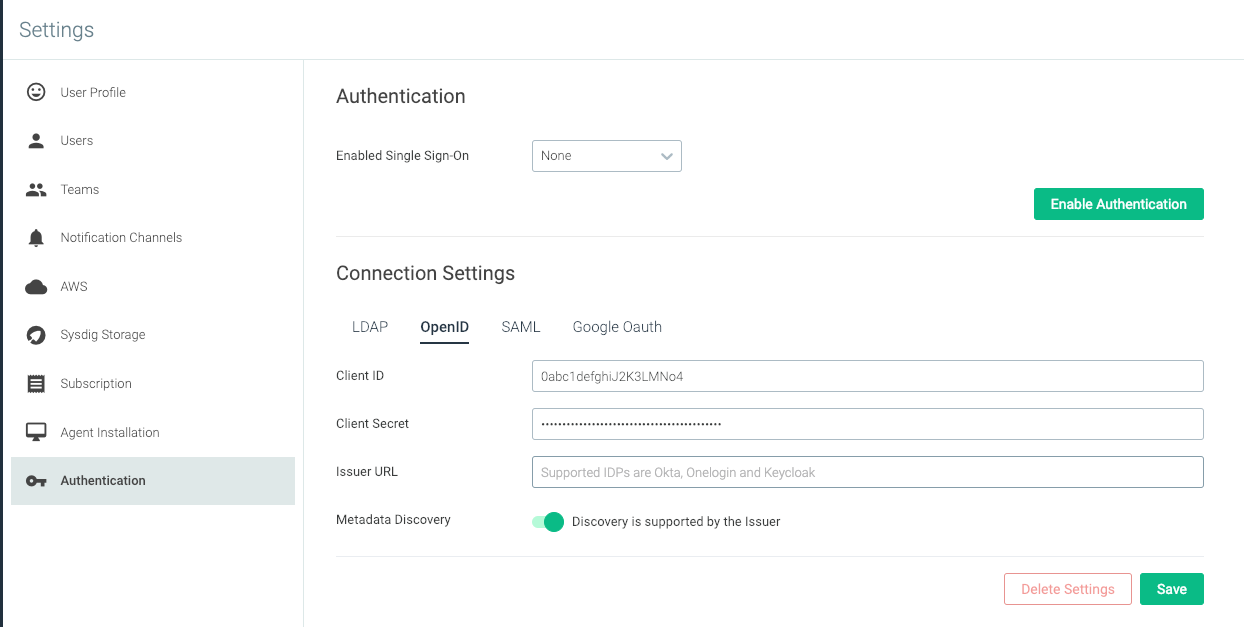 Settings
User Profile
Users
Teams
Notification Channels
AWS
Sysdig Storage
Subscription
Agent Installation
Authentication
Authentication
Enabled Single Sign-On
None
Enable Authentication
Connection Settings
LDAP OpenID SAML Google Oauth
Client ID
0abc1defghiJ2K3LMNo4
Client Secret
Issuer URL
Supported IDPs are Okta, Onelogin and Keycloak
Metadata Discovery
Discovery is supported by the Issuer
Delete Settings
Save